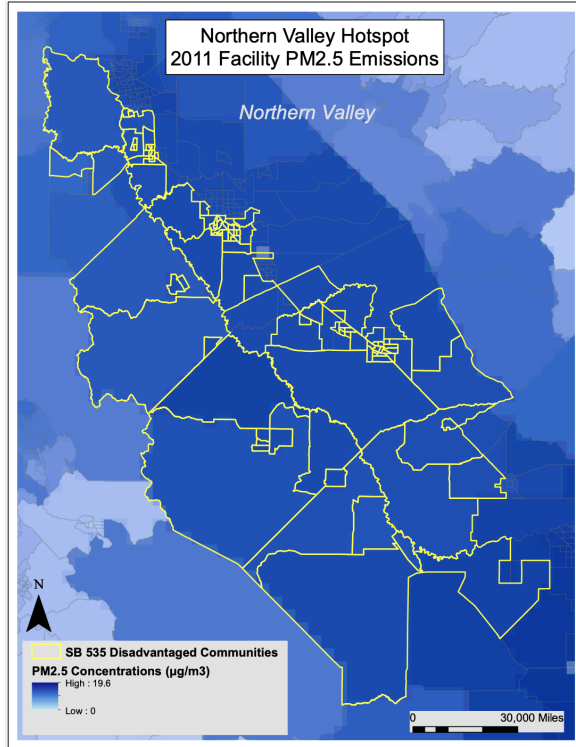 Northern Valley Hotspot
2011 Facility PM2.5 Emissions
Northern Valley
N
SB 535 Disadvantaged Communities
PM2.5 Concentrations (µg/m3)
High : 19.6
Low : 0
0 30,000 Miles